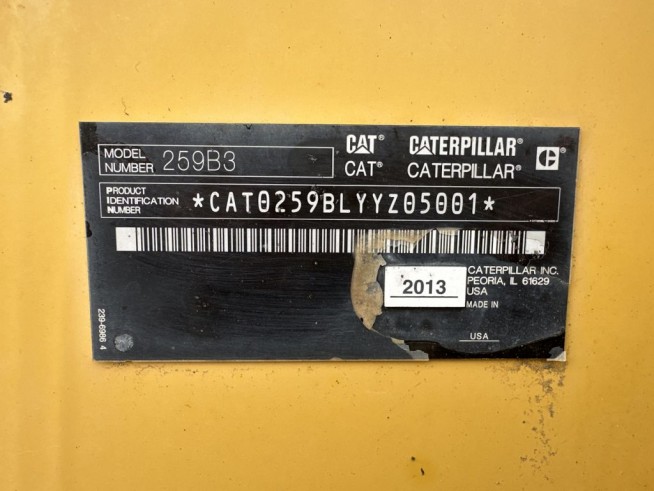 MODEL NUMBER 259B3
CAT® CATERPILLAR®
CAT® CATERPILLAR®
PRODUCT IDENTIFICATION NUMBER *CAT0259BLYYZ05001*
2013
CATERPILLAR INC.
PEORIA, IL 61629
USA
MADE IN
USA
239-6986 4